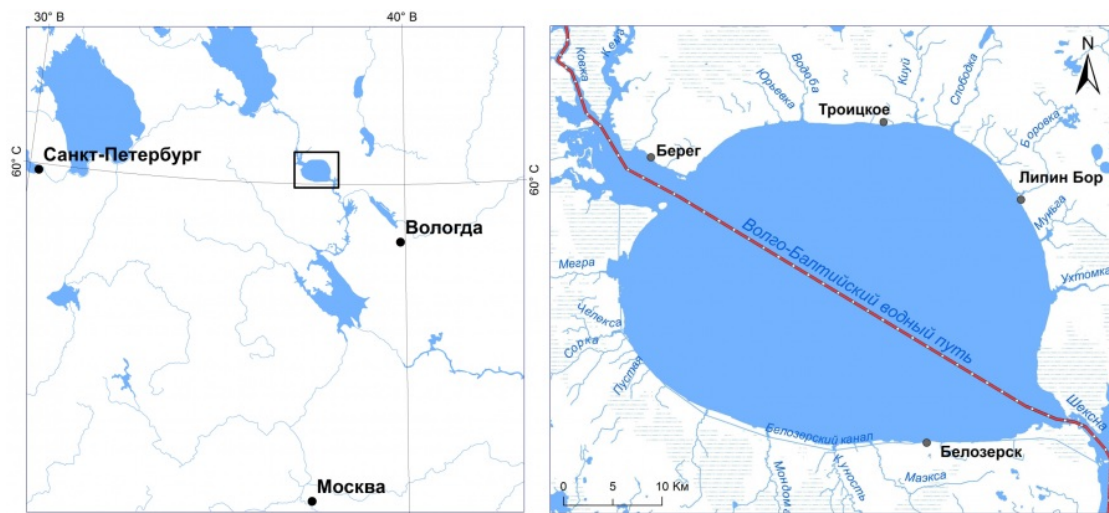 30° В
40° В
60° С
Санкт-Петербург
60° С
Вологда
Москва
Ковжа
Кема
Юрьевка
Водоба
Киуй
Слободка
N
Троицкое
Боровка
Берег
Липин Бор
Муньга
Волго-Балтийский водный путь
Мегра
Ухтомка
Челекса
Сорка
Пустая
Шексна
Белозерский канал
Белозерск
Мондома
Куность
Маэкса
0 5 10 Км